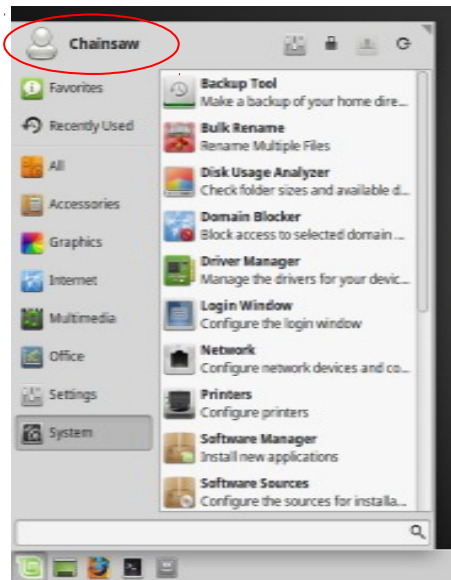 Chainsaw
Favorites
Recently Used
All
Accessories
Graphics
Internet
Multimedia
Office
Settings
System
Backup Tool
Make a backup of your home dire...
Bulk Rename
Rename Multiple Files
Disk Usage Analyzer
Check folder sizes and available d...
Domain Blocker
Block access to selected domain ...
Driver Manager
Manage the drivers for your devic...
Login Window
Configure the login window
Network
Configure network devices and co...
Printers
Configure printers
Software Manager
Install new applications
Software Sources
Configure the sources for installa...